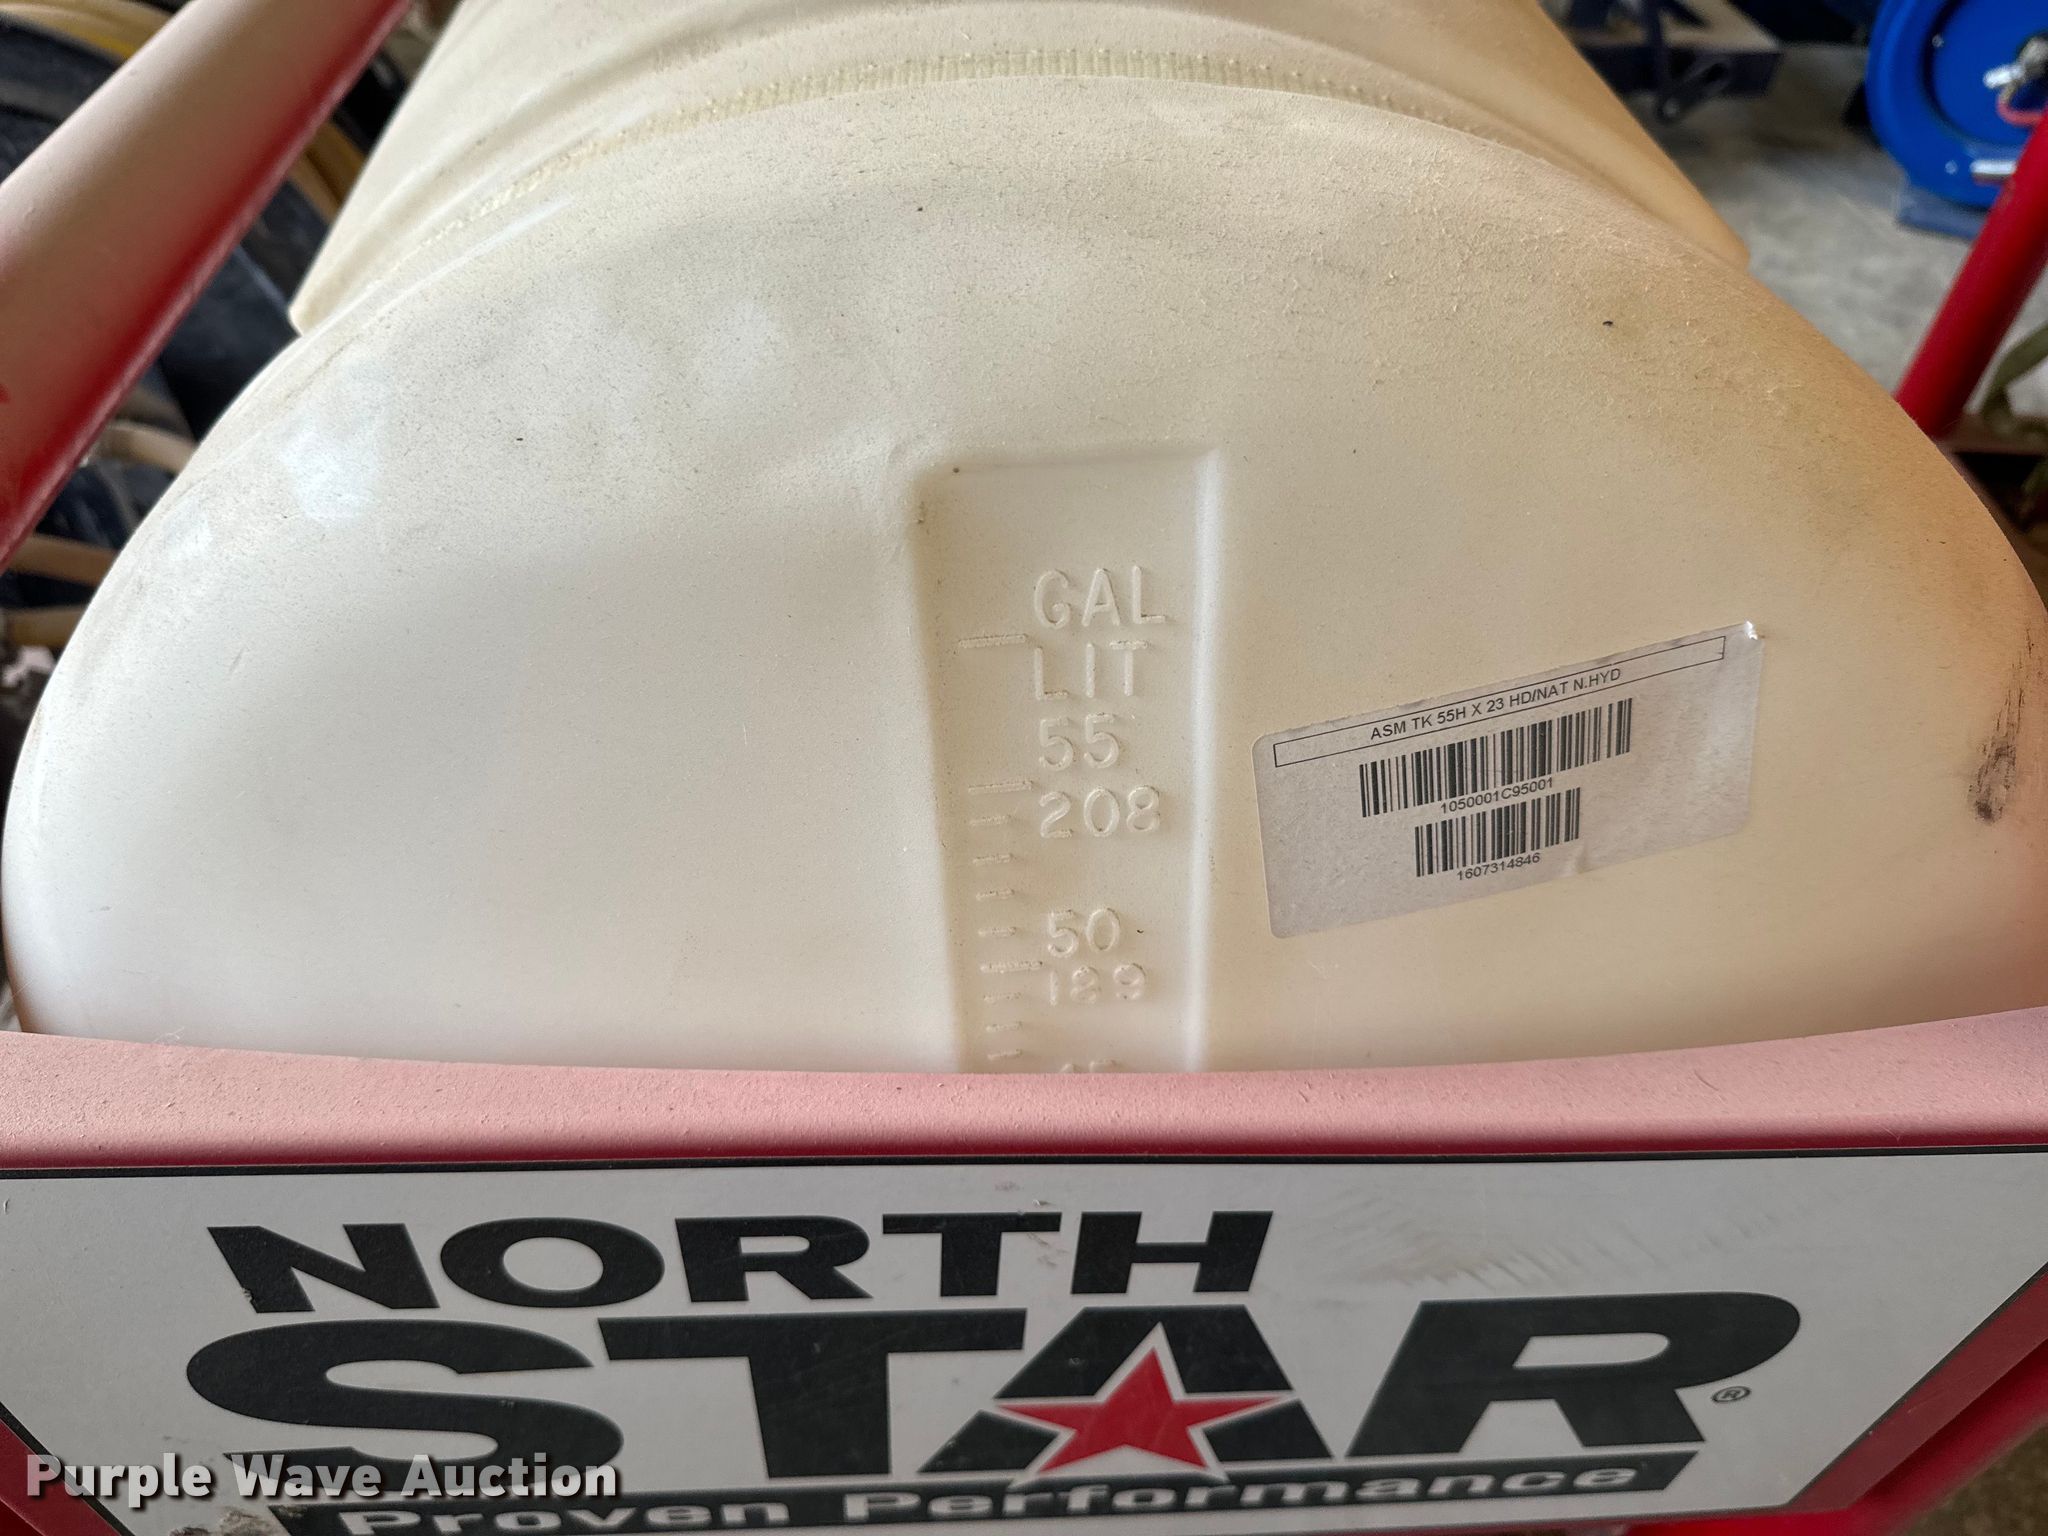 GAL
LIT
55
208
50
189
ASM TK 55H X 23 HD/NAT N.HYD
1050001C95001
1607314846
NORTH
STAR®
Proven Performance
Purple Wave Auction